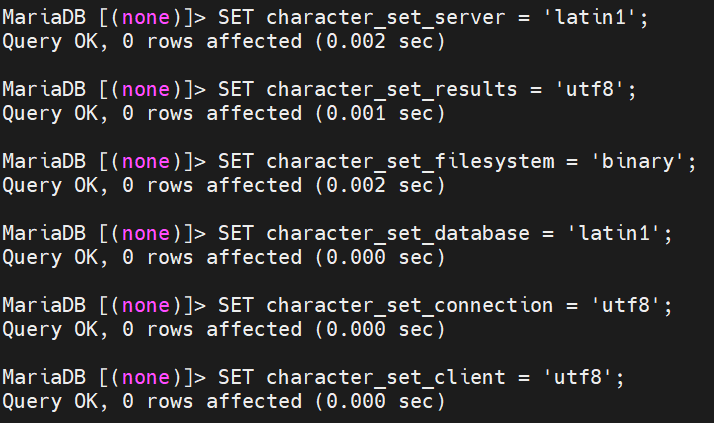 MariaDB [(none)]> SET character_set_server = 'latin1';
Query OK, 0 rows affected (0.002 sec)
MariaDB [(none)]> SET character_set_results = 'utf8';
Query OK, 0 rows affected (0.001 sec)
MariaDB [(none)]> SET character_set_filesystem = 'binary';
Query OK, 0 rows affected (0.002 sec)
MariaDB [(none)]> SET character_set_database = 'latin1';
Query OK, 0 rows affected (0.000 sec)
MariaDB [(none)]> SET character_set_connection = 'utf8';
Query OK, 0 rows affected (0.000 sec)
MariaDB [(none)]> SET character_set_client = 'utf8';
Query OK, 0 rows affected (0.000 sec)